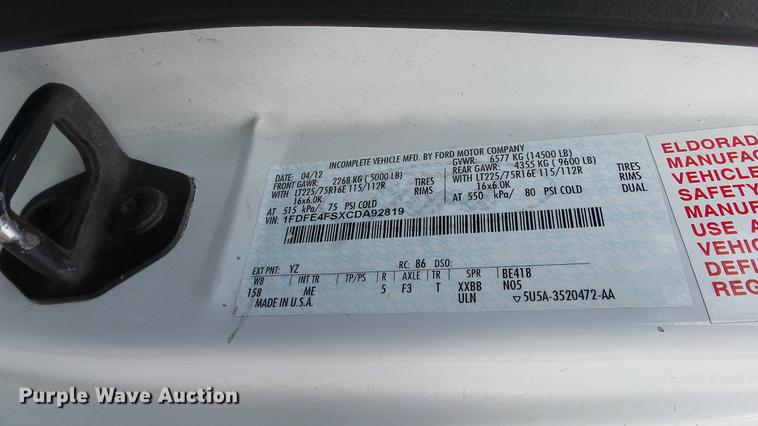 INCOMPLETE VEHICLE MFD. BY FORD MOTOR COMPANY
DATE: 04/12 GVWR: 6577 KG (14500 LB)
FRONT GAWR: 2268 KG (5000 LB) REAR GAWR: 4355 KG (9600 LB)
WITH LT225/75R16E 115/112R TIRES WITH LT225/75R16E 115/112R TIRES
16x6.0K RIMS 16x6.0K RIMS
AT 515 kPa/ 75 PSI COLD AT 550 kPa/ 80 PSI COLD DUAL
VIN: 1FDFE4FSXCDA92819
EXT PNT: YZ RC: 86 DSO:
WB INT TR TP/PS R AXLE TR SPR BE418
158 ME 5 F3 T XXBB N05
MADE IN U.S.A. ULN ▽5U5A-3520472-AA
ELDORAD
MANUFAC
VEHICLE
SAFETY
MANUF
USE A
VEHIC
DEFI
REG
Purple Wave Auction